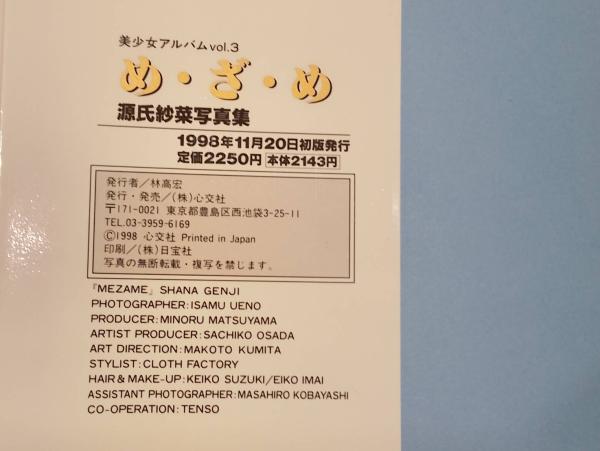 美少女アルバムvol.3
め・ざ・め
源氏紗菜写真集
1998年11月20日初版発行
定価2250円 本体2143円
発行者/林高宏
発行・発売/(株)心交社
〒171-0021 東京都豊島区西池袋3-25-11
TEL.03-3959-6169
©1998 心交社 Printed in Japan
印刷/(株)日宝社
写真の無断転載・複写を禁じます。
『MEZAME』SHANA GENJI
PHOTOGRAPHER:ISAMU UENO
PRODUCER:MINORU MATSUYAMA
ARTIST PRODUCER:SACHIKO OSADA
ART DIRECTION:MAKOTO KUMITA
STYLIST:CLOTH FACTORY
HAIR & MAKE-UP:KEIKO SUZUKI/EIKO IMAI
ASSISTANT PHOTOGRAPHER:MASAHIRO KOBAYASHI
CO-OPERATION:TENSO